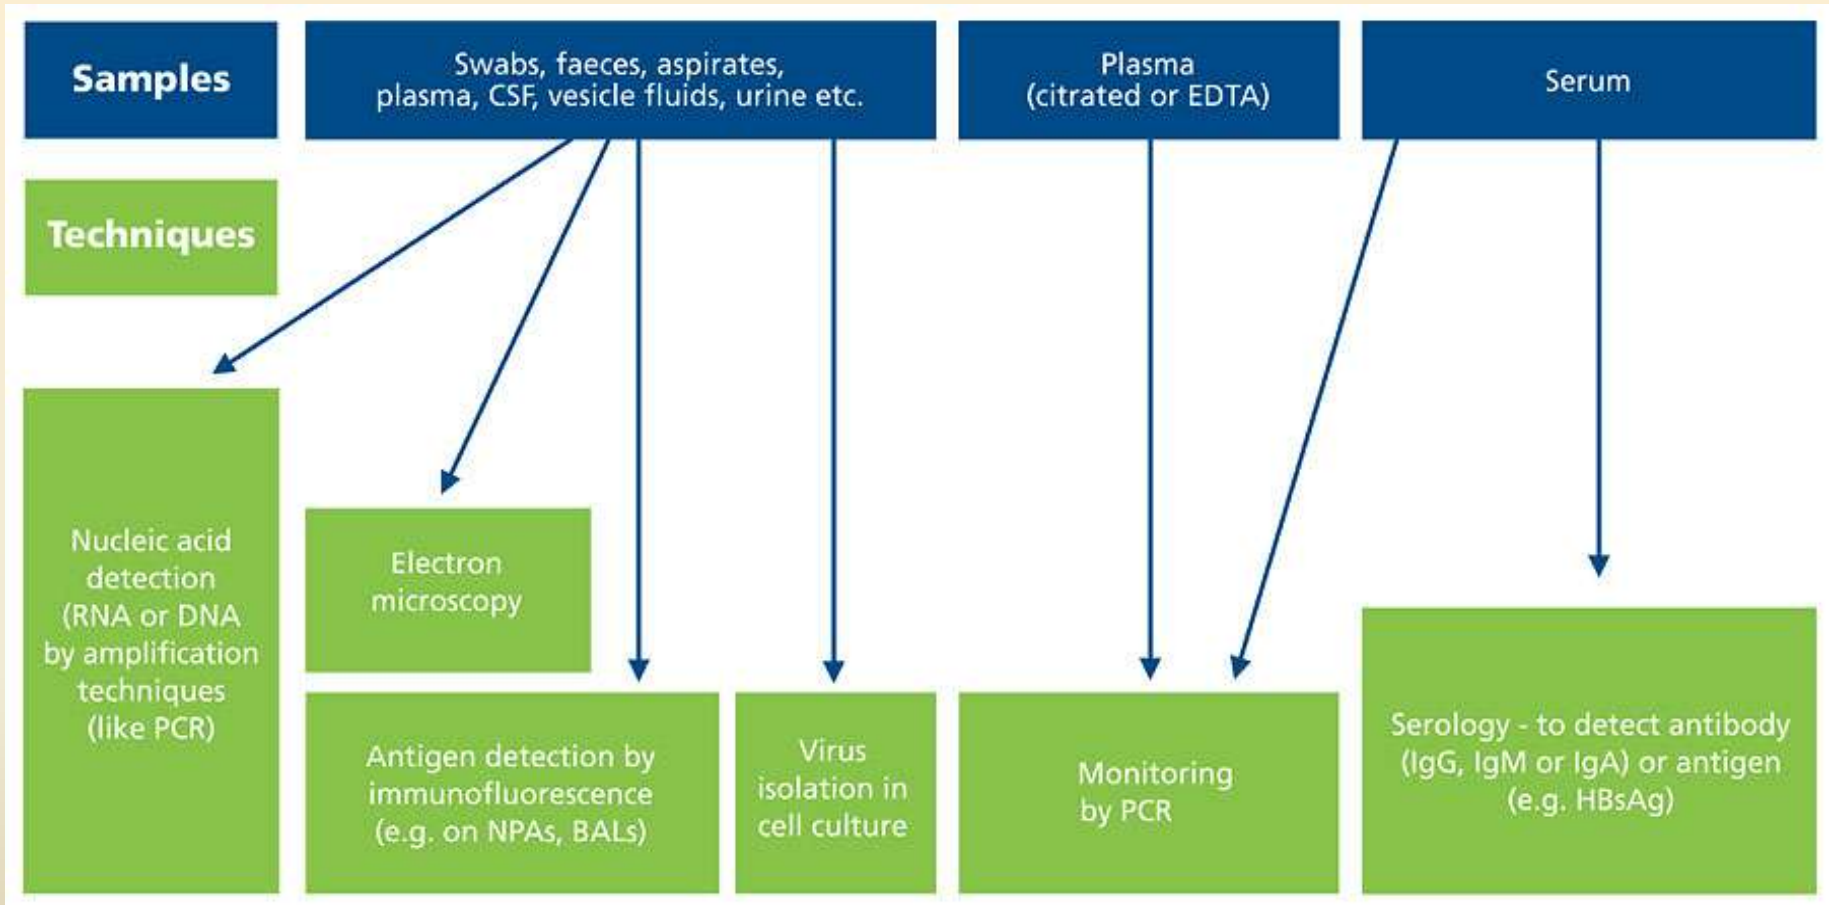 Samples
Swabs, faeces, aspirates,
plasma, CSF, vesicle fluids, urine etc.
Plasma
(citrated or EDTA)
Serum
Techniques
Nucleic acid
detection
(RNA or DNA
by amplification
techniques
(like PCR)
Electron
microscopy
Antigen detection by
immunofluorescence
(e.g. on NPAs, BALs)
Virus
isolation in
cell culture
Monitoring
by PCR
Serology - to detect antibody
(IgG, IgM or IgA) or antigen
(e.g. HBsAg)